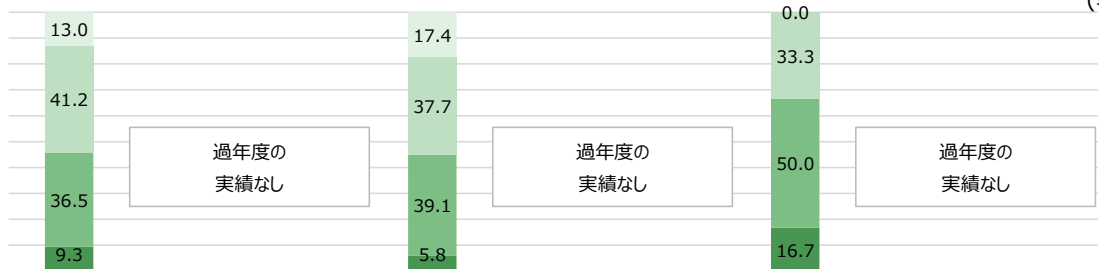 13.0
41.2
36.5
9.3
過年度の
実績なし
17.4
37.7
39.1
5.8
過年度の
実績なし
0.0
33.3
50.0
16.7
過年度の
実績なし